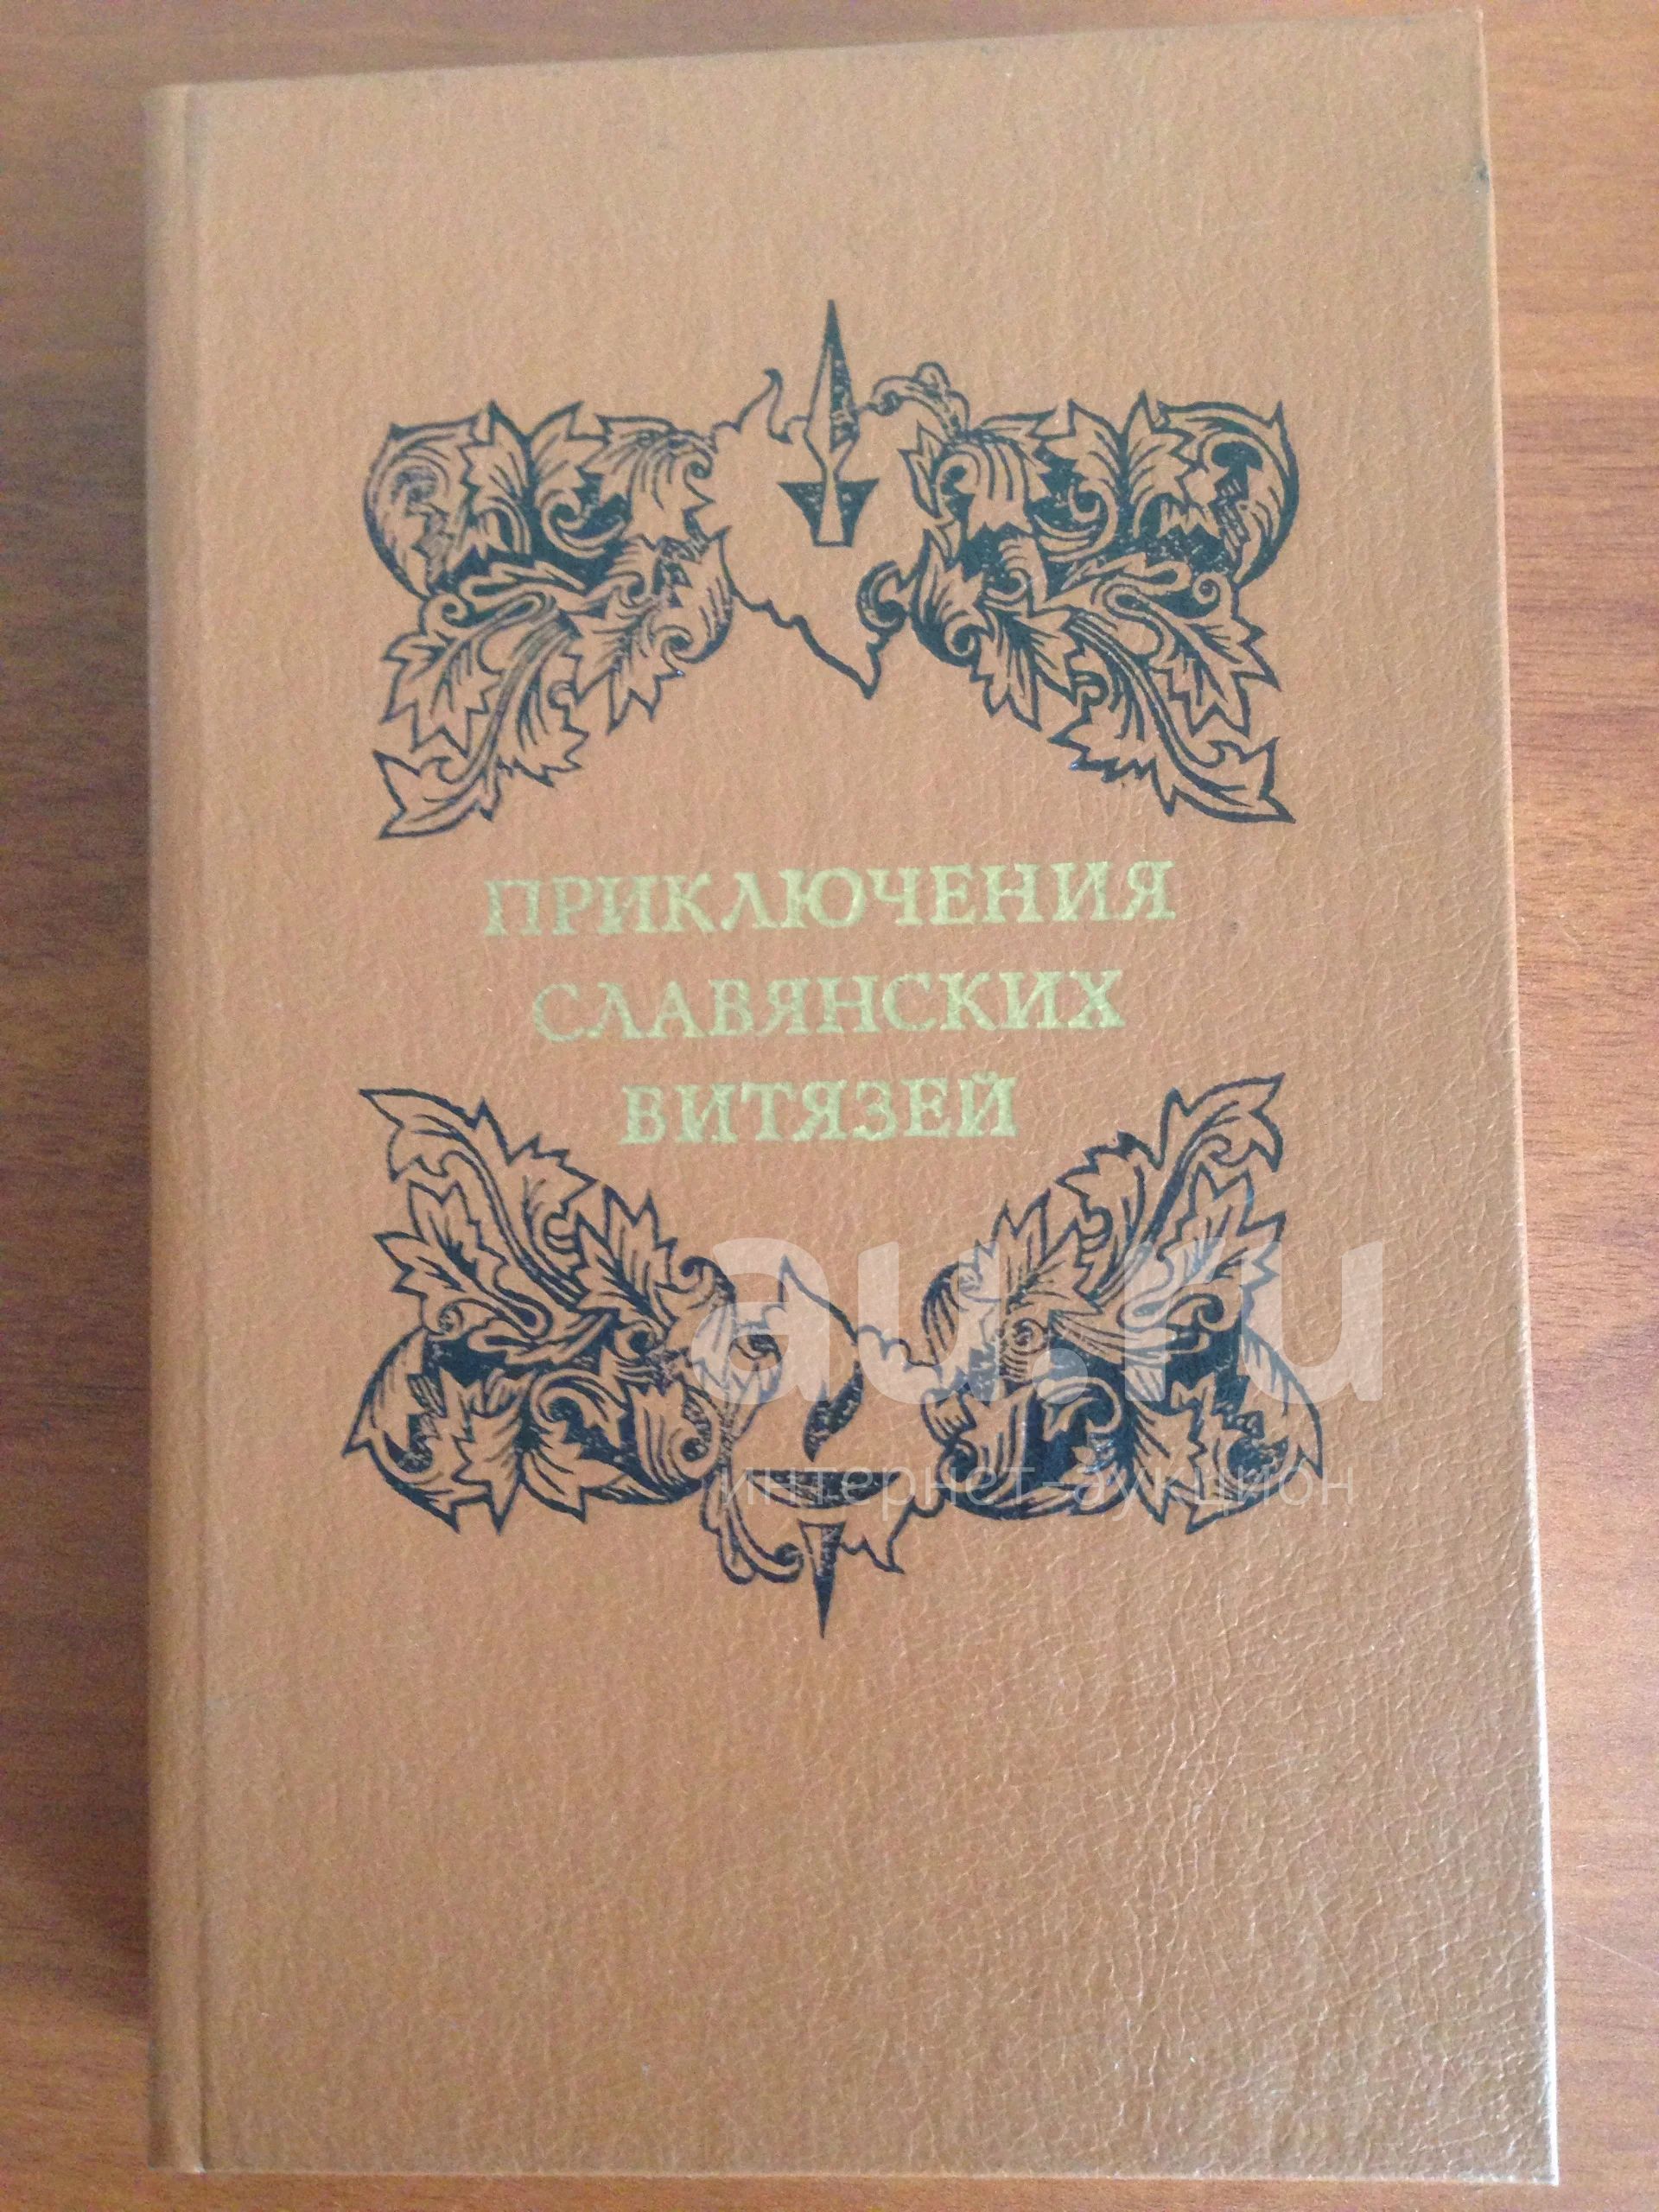 ПРИКЛЮЧЕНИЯ
СЛАВЯНСКИХ
ВИТЯЗЕЙ
au.ru
интернет-аукцион